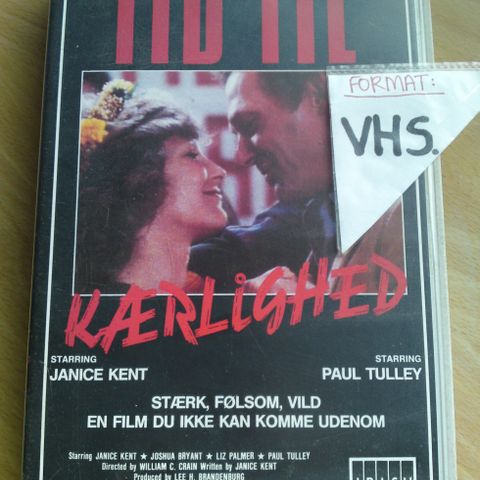 TID TIL
FORMAT:
VHS.
KÆRLIGHED
STARRING
JANICE KENT
STARRING
PAUL TULLEY
STÆRK, FØLSOM, VILD
EN FILM DU IKKE KAN KOMME UDENOM
Starring JANICE KENT ★ JOSHUA BRYANT ★ LIZ PALMER ★ PAUL TULLEY
Directed by WILLIAM C. CRAIN Written by JANICE KENT
Produced by LEE H. BRANDENBURG